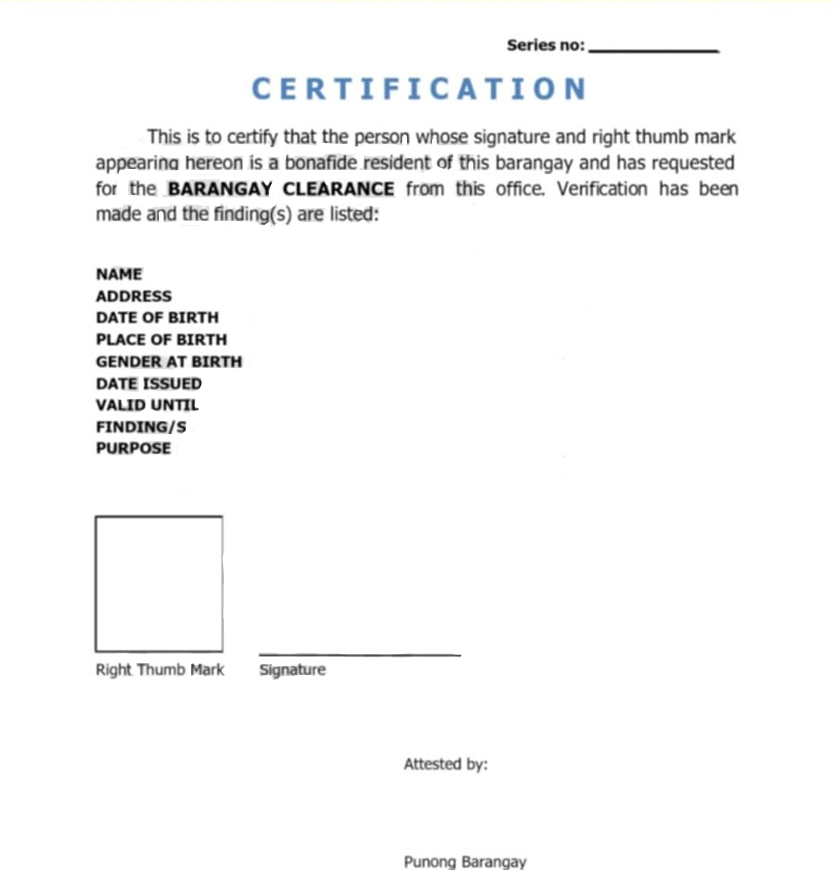 Series no:
CERTIFICATION
This is to certify that the person whose signature and right thumb mark
appearing hereon is a bonafide resident of this barangay and has requested
for the BARANGAY CLEARANCE from this office. Verification has been
made and the finding(s) are listed:
NAME
ADDRESS
DATE OF BIRTH
PLACE OF BIRTH
GENDER AT BIRTH
DATE ISSUED
VALID UNTIL
FINDING/S
PURPOSE
Right Thumb Mark Signature
Attested by:
Punong Barangay